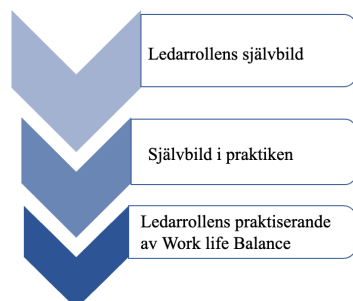 Ledarrollens självbild
Självbild i praktiken
Ledarrollens praktiserande
av Work life Balance